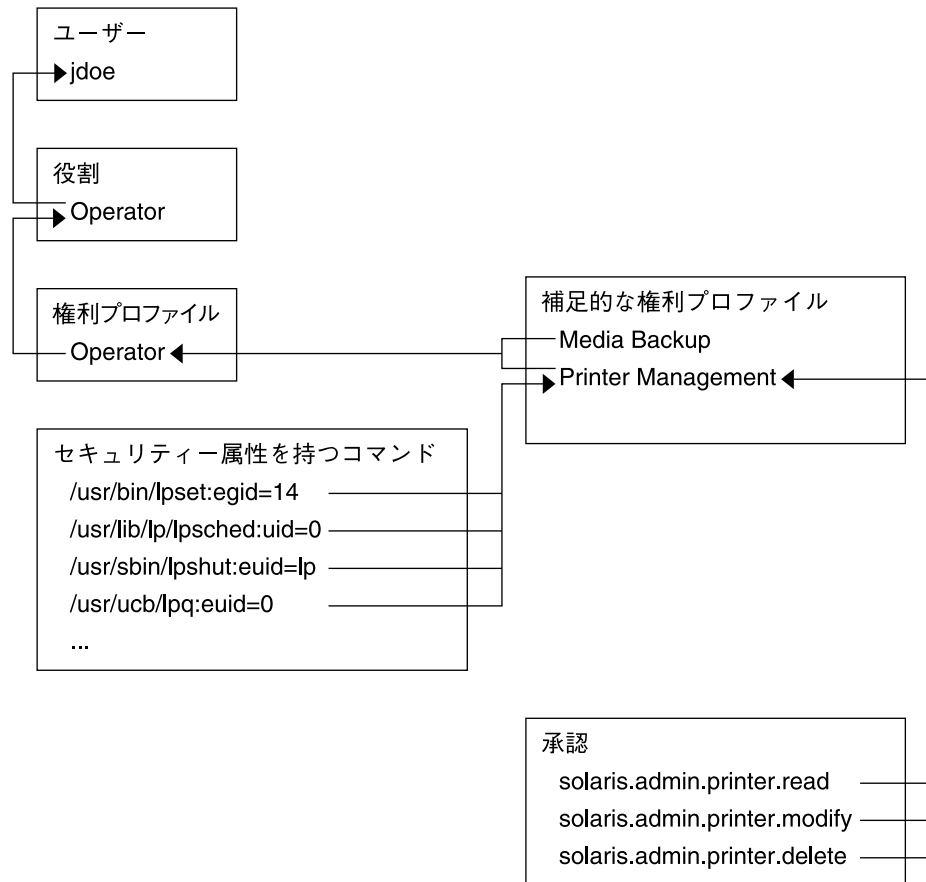 ユーザー
jdoe
役割
Operator
権利プロファイル
Operator
補足的な権利プロファイル
Media Backup
Printer Management
セキュリティー属性を持つコマンド
/usr/bin/lpset:egid=14
/usr/lib/lp/lpsched:uid=0
/usr/sbin/lpshut:euid=lp
/usr/ucb/lpq:euid=0
...
承認
solaris.admin.printer.read
solaris.admin.printer.modify
solaris.admin.printer.delete